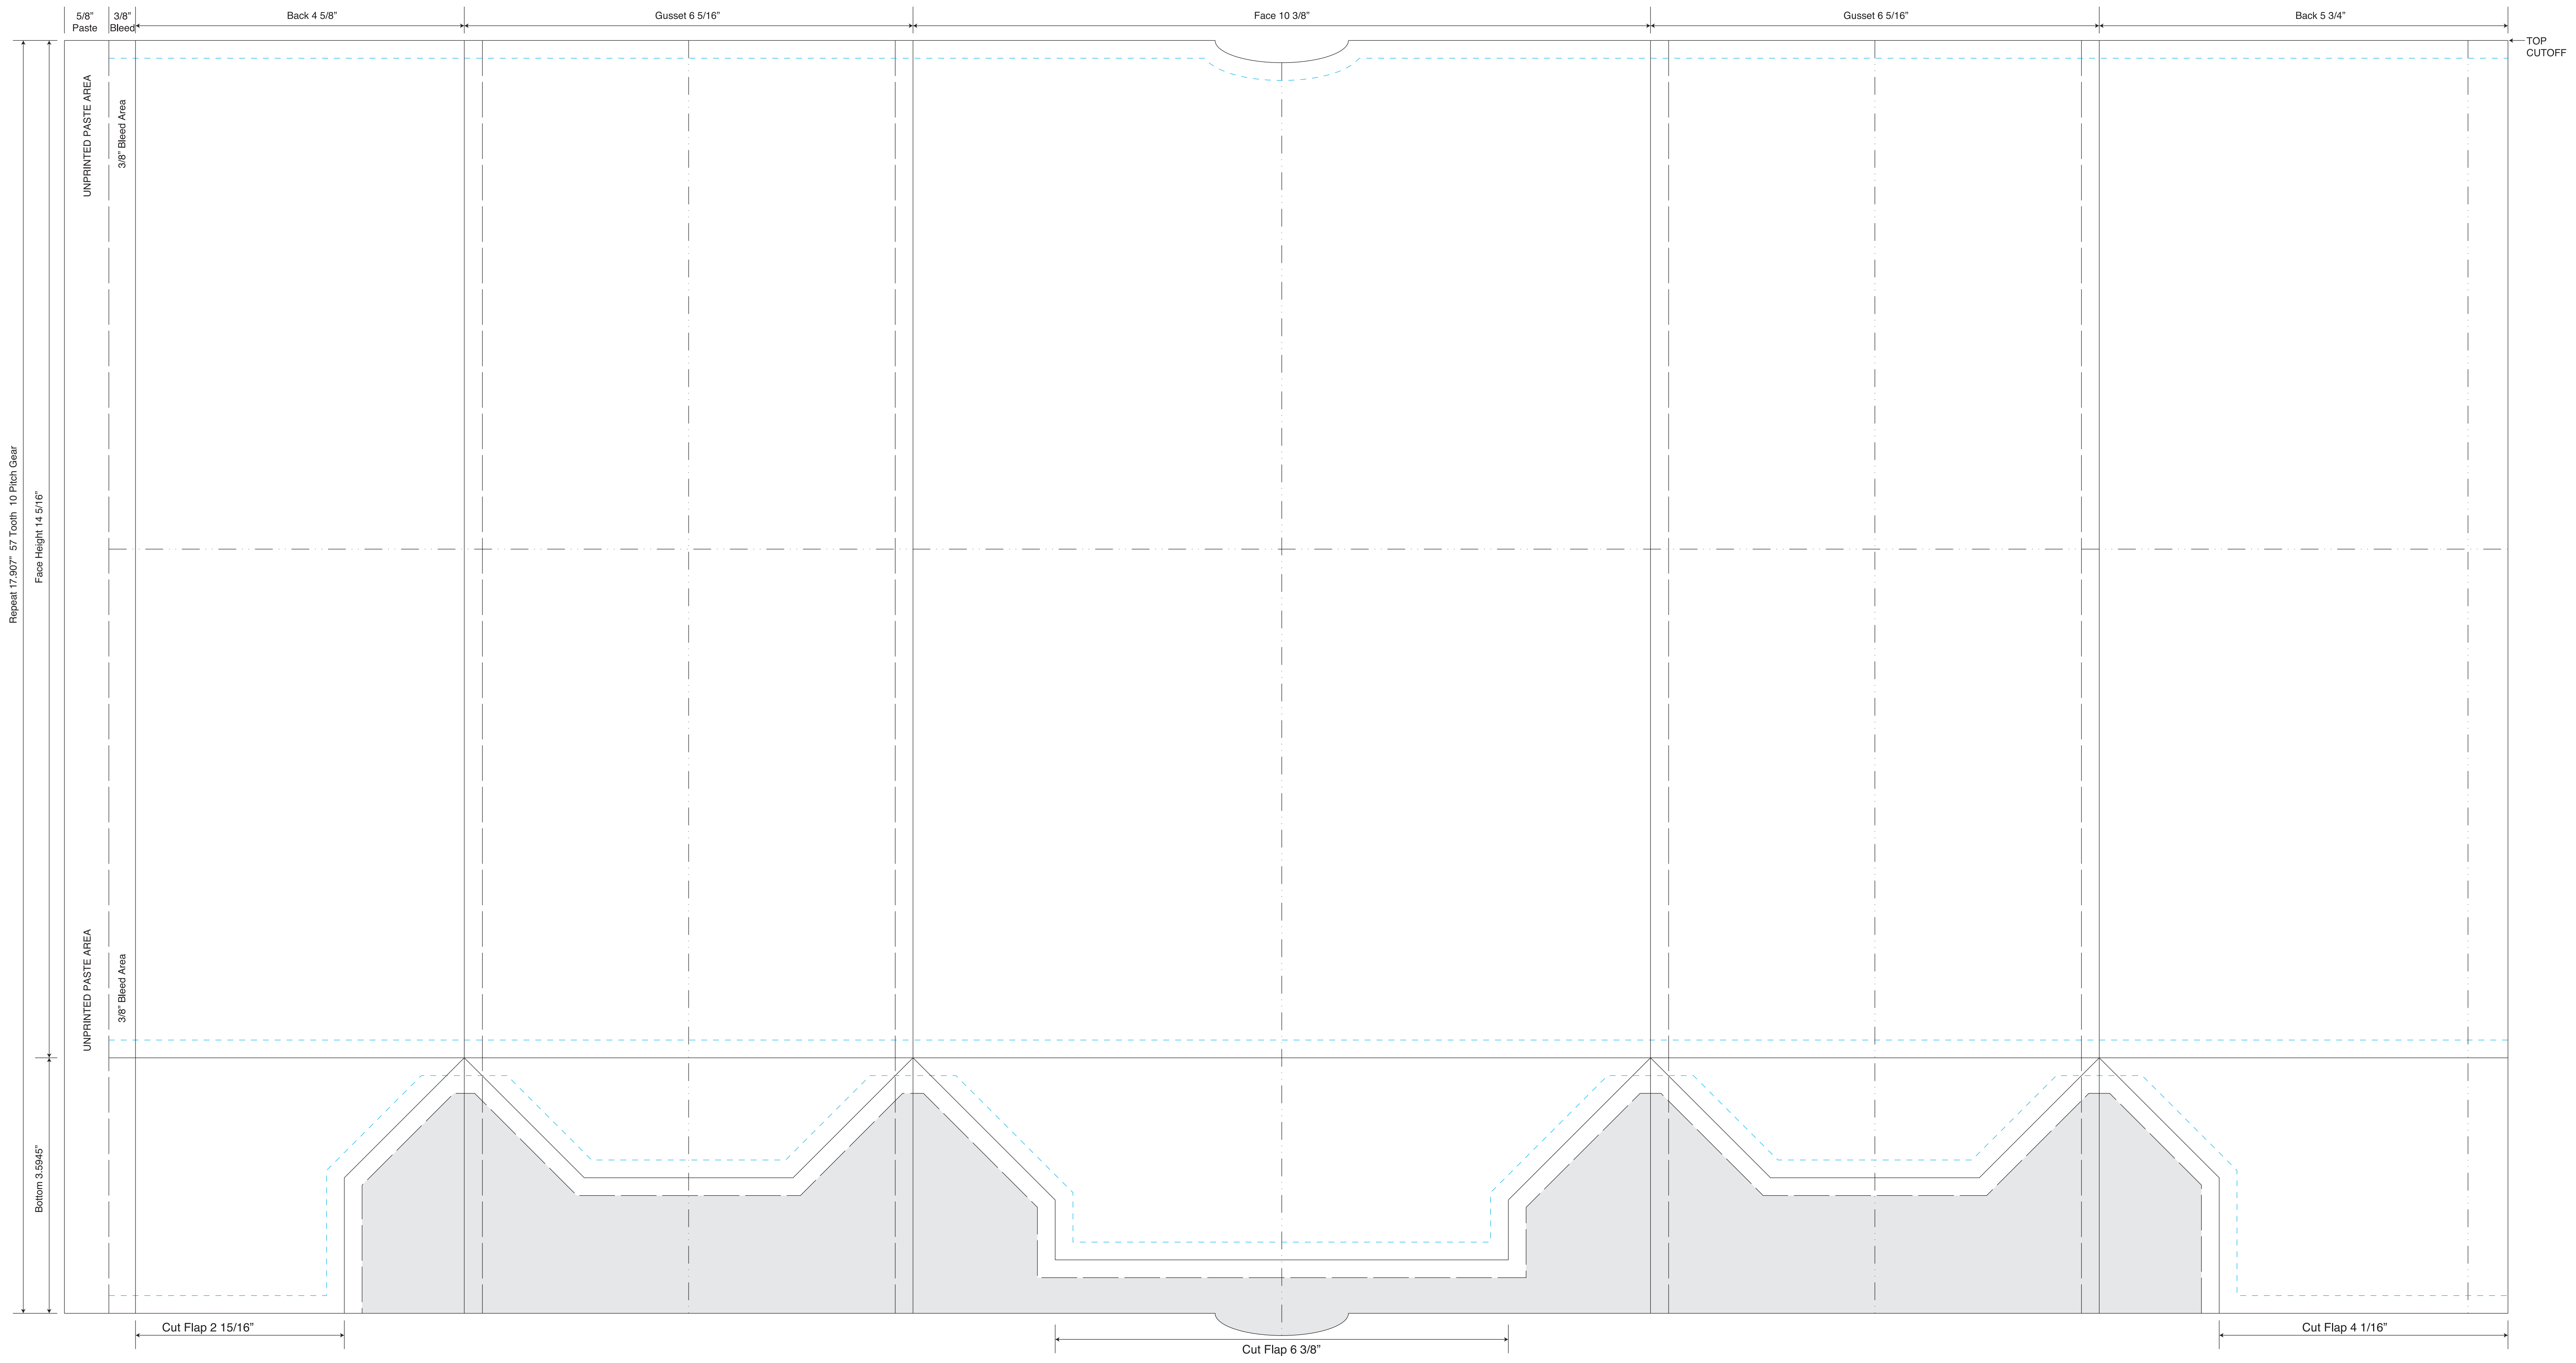 5/8”
Paste
3/8”
Bleed
Back 4 5/8”
Gusset 6 5/16”
Face 10 3/8”
Gusset 6 5/16”
Back 5 3/4”
TOP
CUTOFF
UNPRINTED PASTE AREA
3/8” Bleed Area
Repeat 17.907” 57 Tooth 10 Pitch Gear
Face Height 14 5/16”
UNPRINTED PASTE AREA
3/8” Bleed Area
Bottom 3.5945”
Cut Flap 2 15/16”
Cut Flap 6 3/8”
Cut Flap 4 1/16”